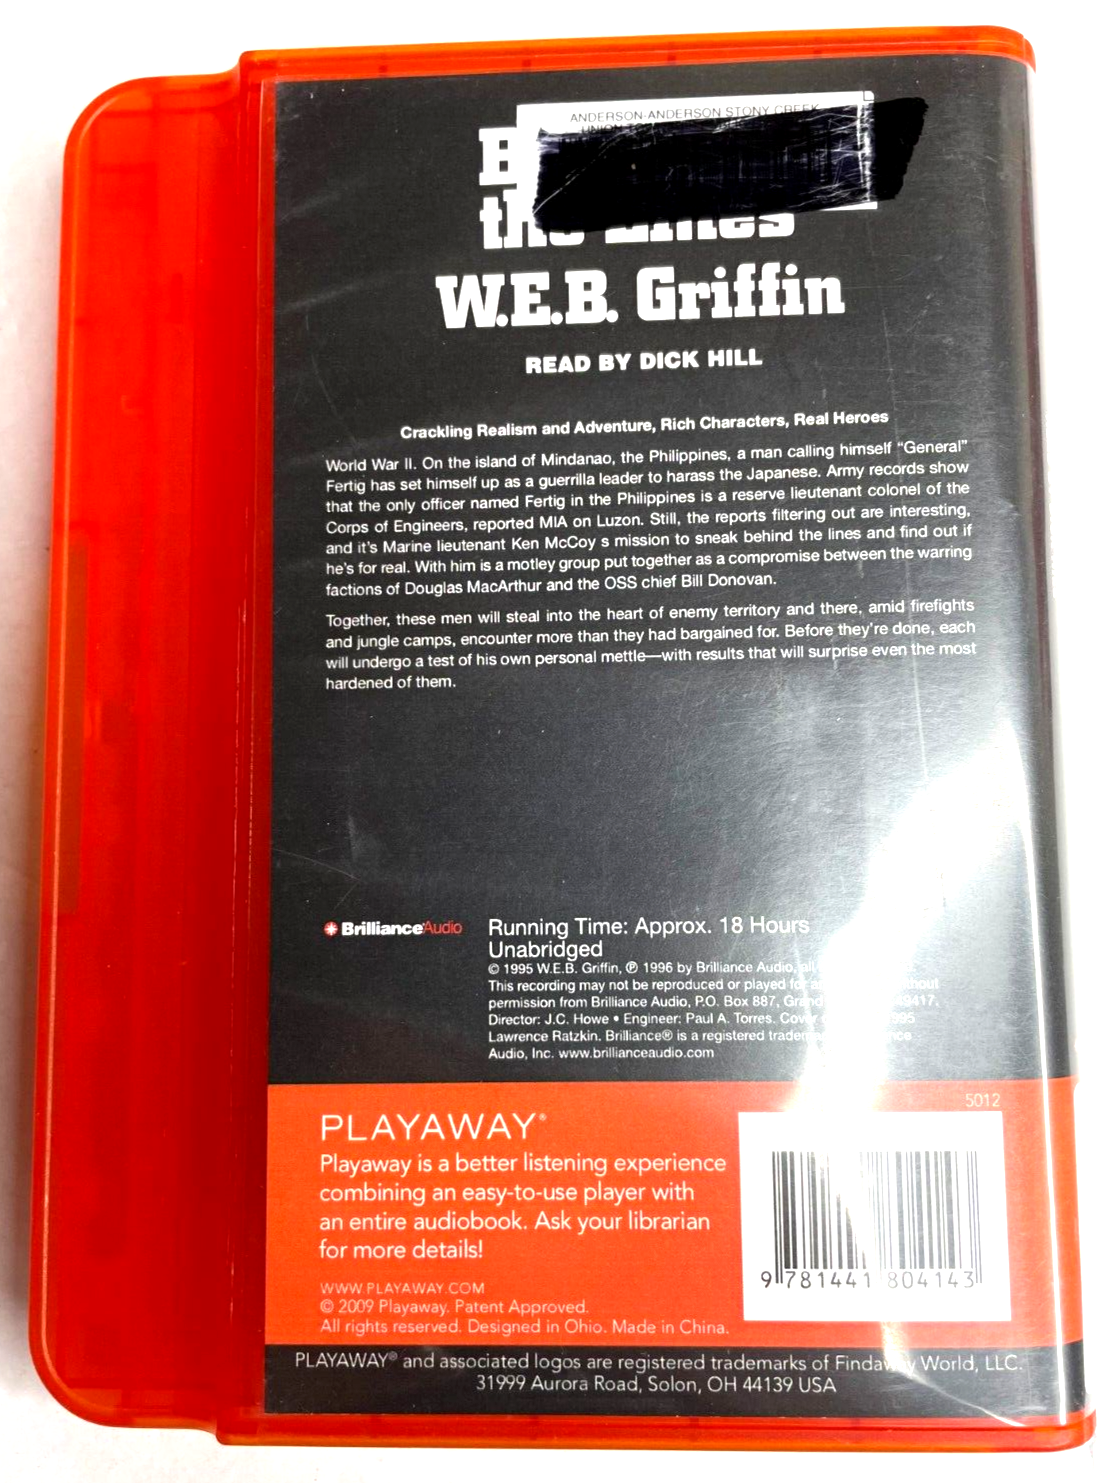 ANDERSON-ANDERSON STONY CREEK
UNION
the Lines
W.E.B. Griffin
READ BY DICK HILL
Crackling Realism and Adventure, Rich Characters, Real Heroes
World War II. On the island of Mindanao, the Philippines, a man calling himself “General”
Fertig has set himself up as a guerrilla leader to harass the Japanese. Army records show
that the only officer named Fertig in the Philippines is a reserve lieutenant colonel of the
Corps of Engineers, reported MIA on Luzon. Still, the reports filtering out are interesting,
and it's Marine lieutenant Ken McCoy s mission to sneak behind the lines and find out if
he's for real. With him is a motley group put together as a compromise between the warring
factions of Douglas MacArthur and the OSS chief Bill Donovan.
Together, these men will steal into the heart of enemy territory and there, amid firefights
and jungle camps, encounter more than they had bargained for. Before they're done, each
will undergo a test of his own personal mettle—with results that will surprise even the most
hardened of them.
BrillianceAudio
Running Time: Approx. 18 Hours
Unabridged
© 1995 W.E.B. Griffin, ℗ 1996 by Brilliance Audio, all
This recording may not be reproduced or played for
permission from Brilliance Audio, P.O. Box 887, Grand 49417.
Director: J.C. Howe • Engineer: Paul A. Torres. Cover 1995
Lawrence Ratzkin. Brilliance® is a registered
Audio, Inc. www.brillianceaudio.com
5012
PLAYAWAY®
Playaway is a better listening experience
combining an easy-to-use player with
an entire audiobook. Ask your librarian
for more details!
WWW.PLAYAWAY.COM
© 2009 Playaway. Patent Approved.
All rights reserved. Designed in Ohio. Made in China.
9 781441 804143
PLAYAWAY® and associated logos are registered trademarks of Findaway World, LLC.
31999 Aurora Road, Solon, OH 44139 USA